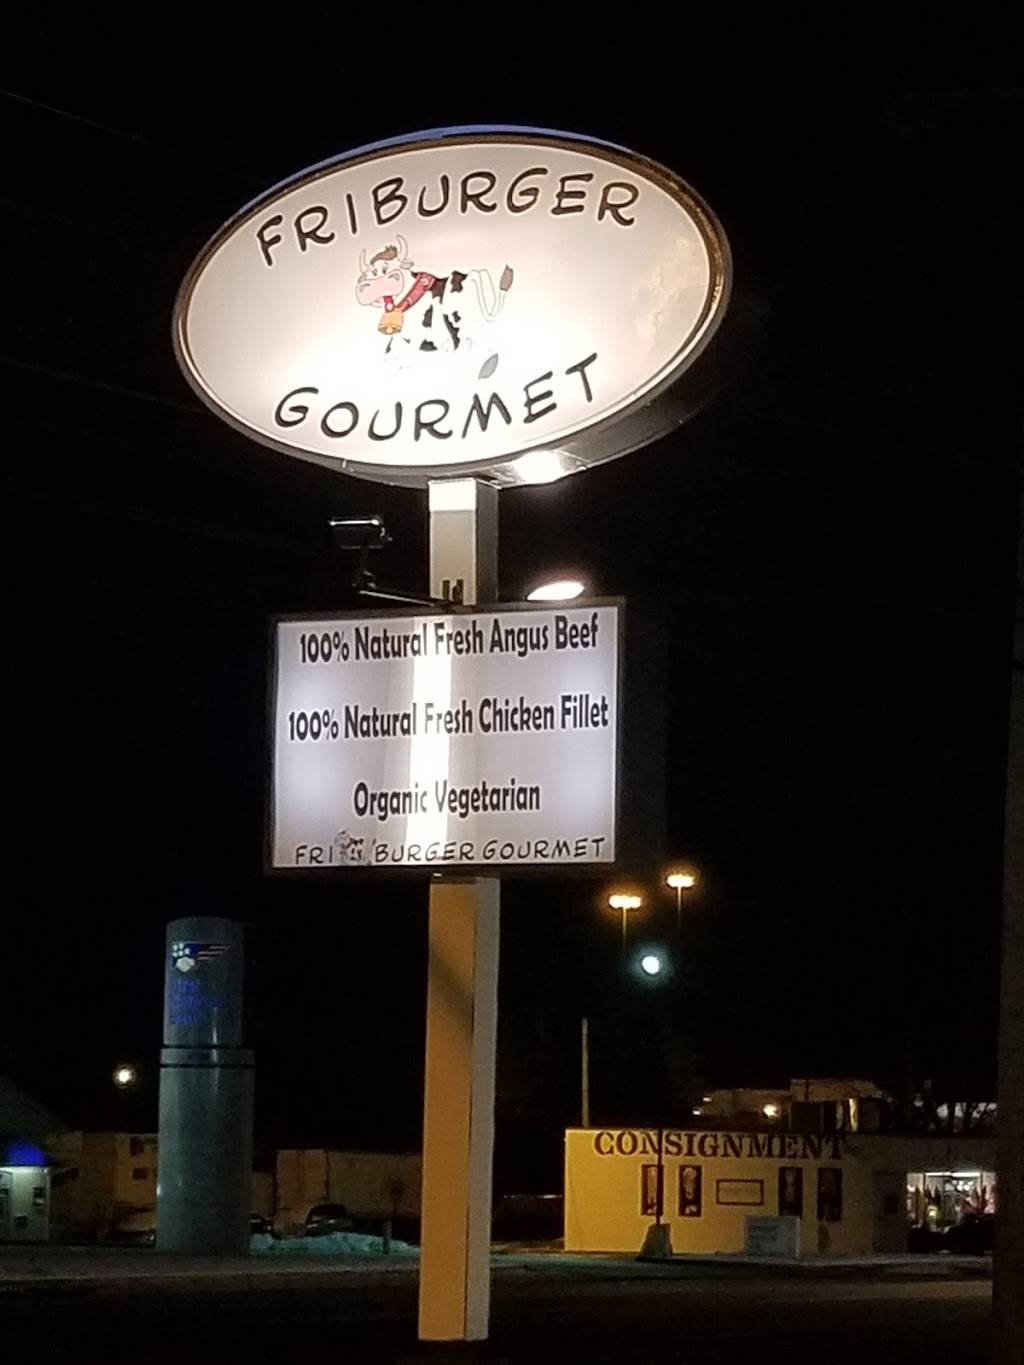 FRIBURGER
GOURMET
100% Natural Fresh Angus Beef
100% Natural Fresh Chicken Fillet
Organic Vegetarian
FRI BURGER GOURMET
CONSIGNMENT